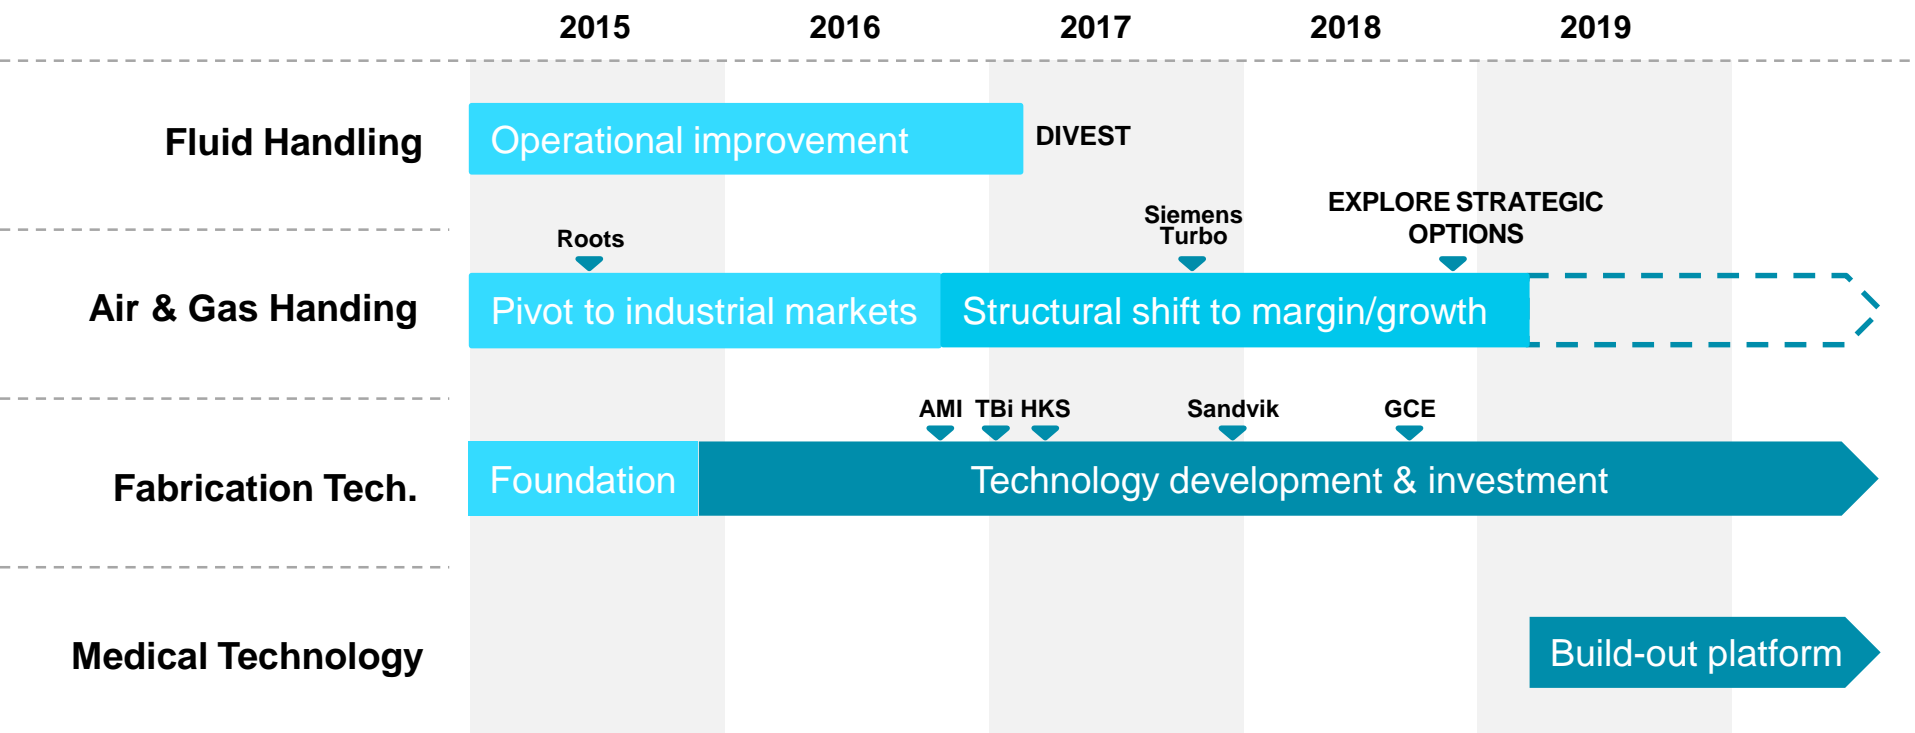 2015 2016 2017 2018 2019
Fluid Handling
Operational improvement
DIVEST
Air & Gas Handing
Roots
Siemens
Turbo
EXPLORE STRATEGIC
OPTIONS
Pivot to industrial markets
Structural shift to margin/growth
Fabrication Tech.
AMI TBi HKS Sandvik GCE
Foundation
Technology development & investment
Medical Technology
Build-out platform